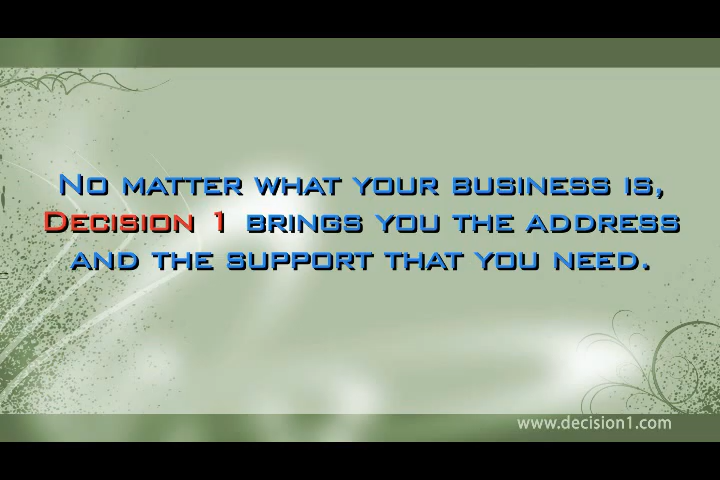 No matter what your business is,
Decision 1 brings you the address
and the support that you need.
www.decision1.com